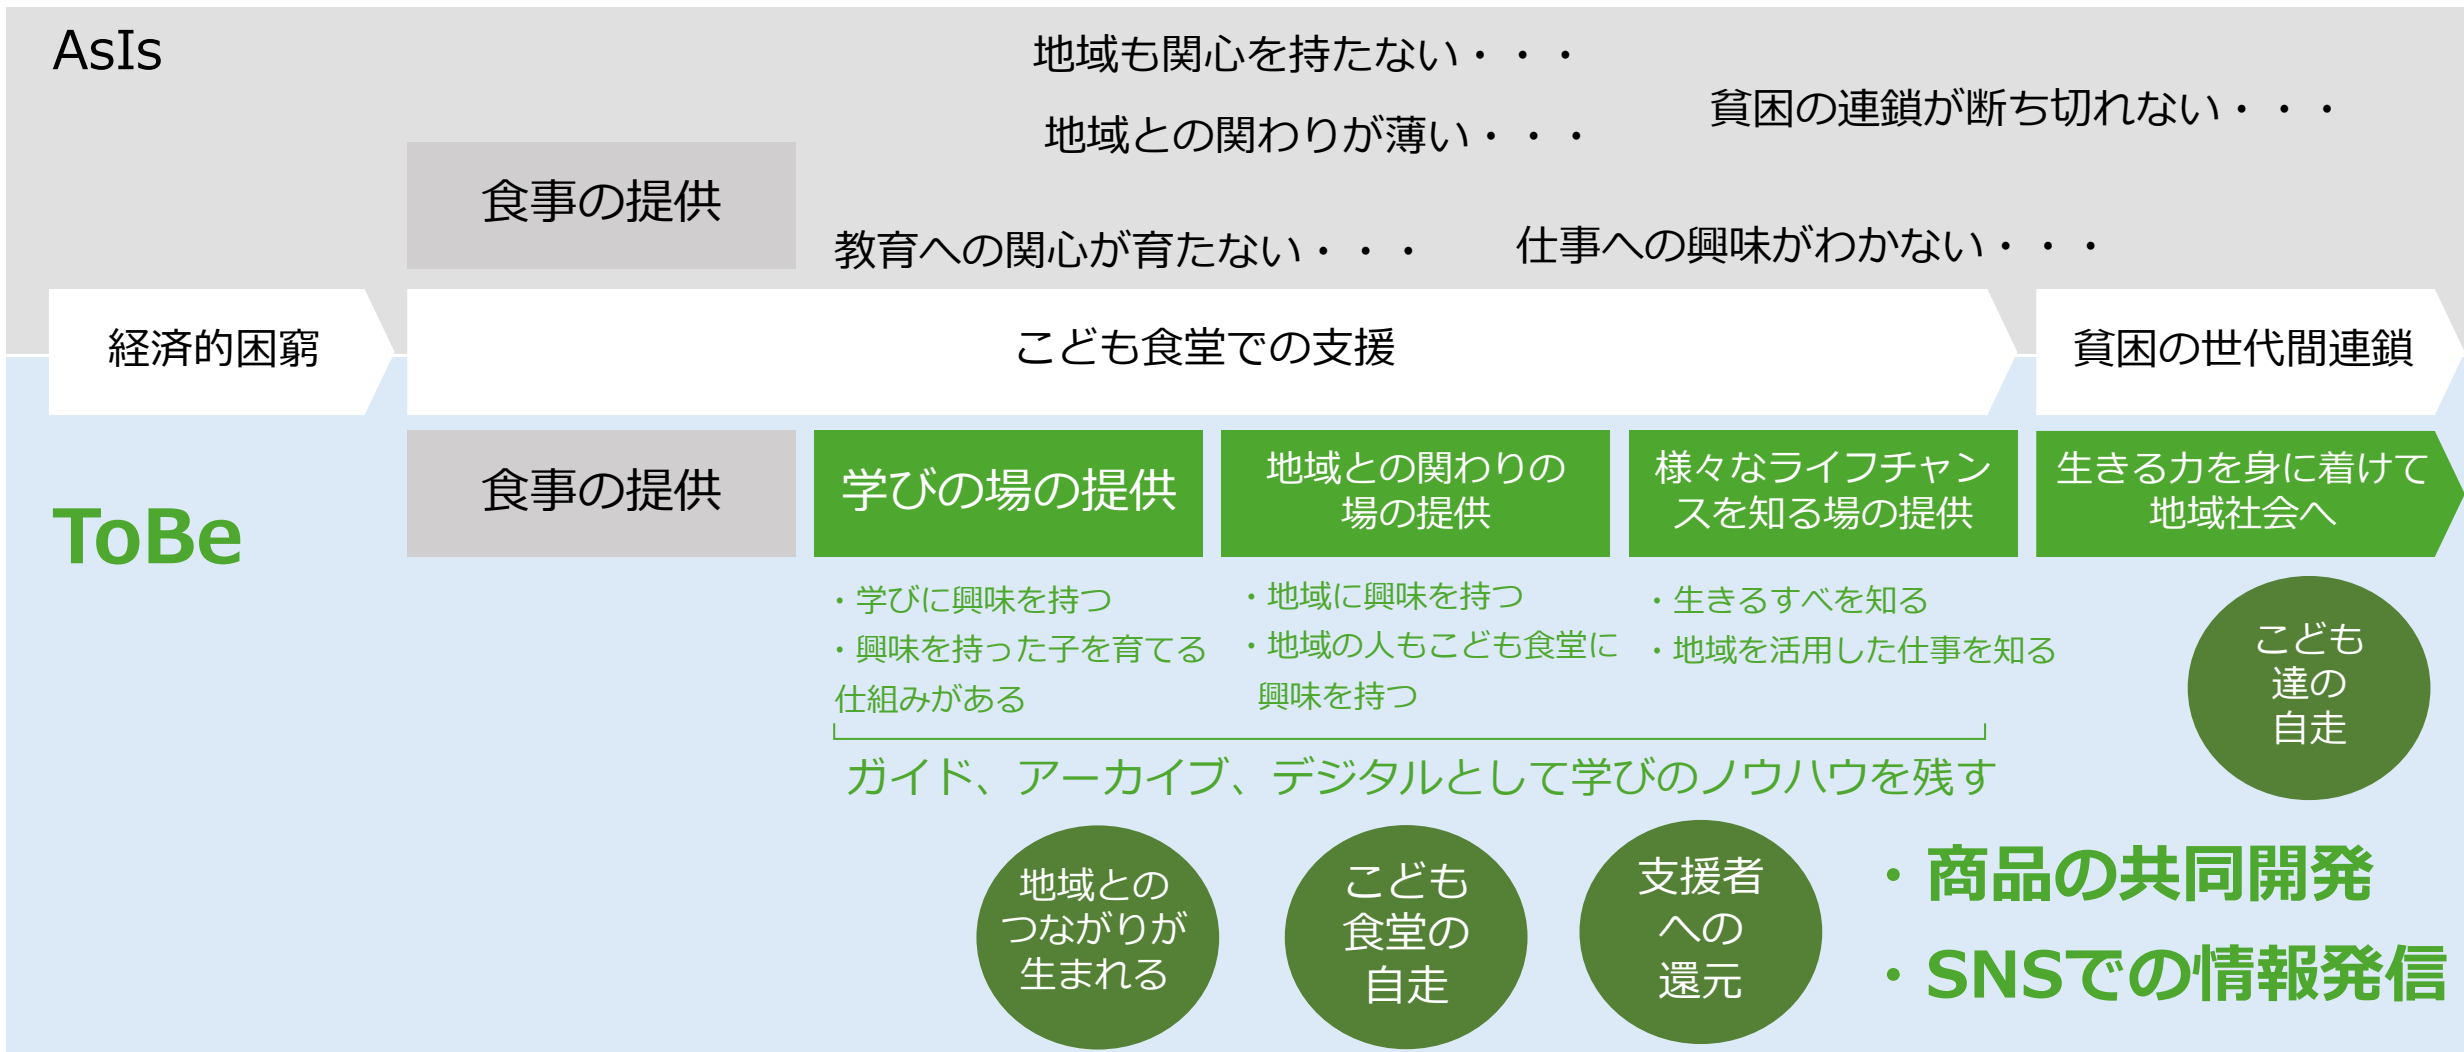 AsIs
地域も関心を持たない・・・
地域との関わりが薄い・・・
貧困の連鎖が断ち切れない・・・
食事の提供
教育への関心が育たない・・・
仕事への興味がわかない・・・
経済的困窮
こども食堂での支援
貧困の世代間連鎖
ToBe
食事の提供
学びの場の提供
地域との関わりの
場の提供
様々なライフチャン
スを知る場の提供
生きる力を身に着けて
地域社会へ
・学びに興味を持つ
・興味を持った子を育てる
仕組みがある
・地域に興味を持つ
・地域の人もこども食堂に
興味を持つ
・生きるすべを知る
・地域を活用した仕事を知る
こども
達の
自走
ガイド、アーカイブ、デジタルとして学びのノウハウを残す
地域との
つながりが
生まれる
こども
食堂の
自走
支援者
への
還元
・商品の共同開発
・SNSでの情報発信